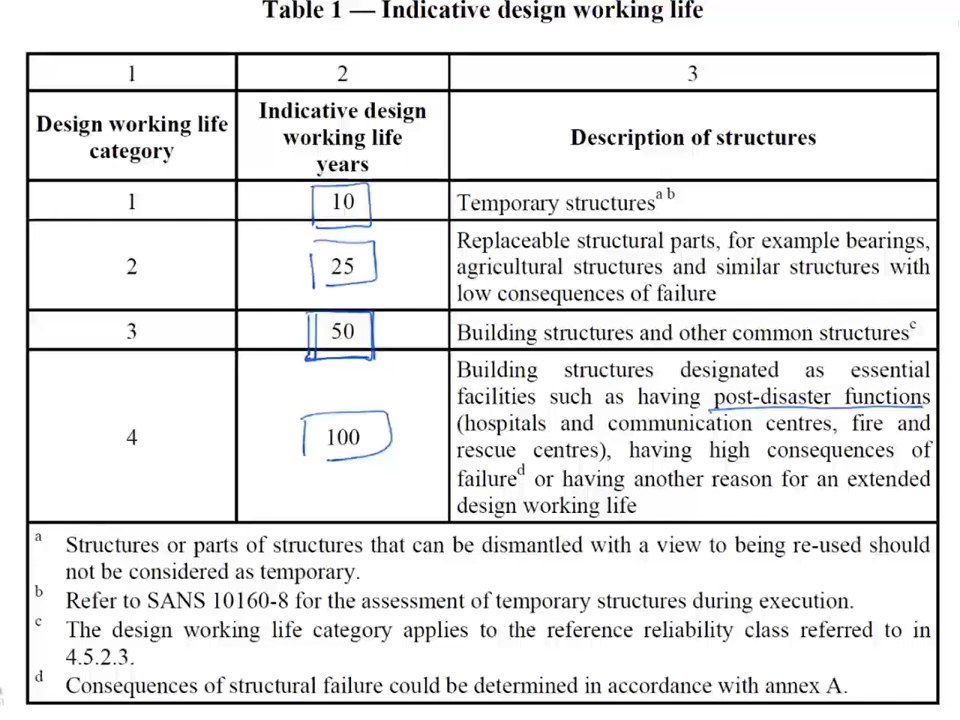 Table 1 — Indicative design working life
1
2
3
Design working life
category
Indicative design
working life
years
Description of structures
1
10
Temporary structures^a b
2
25
Replaceable structural parts, for example bearings,
agricultural structures and similar structures with
low consequences of failure
3
50
Building structures and other common structures^c
4
100
Building structures designated as essential
facilities such as having post-disaster functions
(hospitals and communication centres, fire and
rescue centres), having high consequences of
failure^d or having another reason for an extended
design working life
a Structures or parts of structures that can be dismantled with a view to being re-used should
not be considered as temporary.
b Refer to SANS 10160-8 for the assessment of temporary structures during execution.
c The design working life category applies to the reference reliability class referred to in
4.5.2.3.
d Consequences of structural failure could be determined in accordance with annex A.